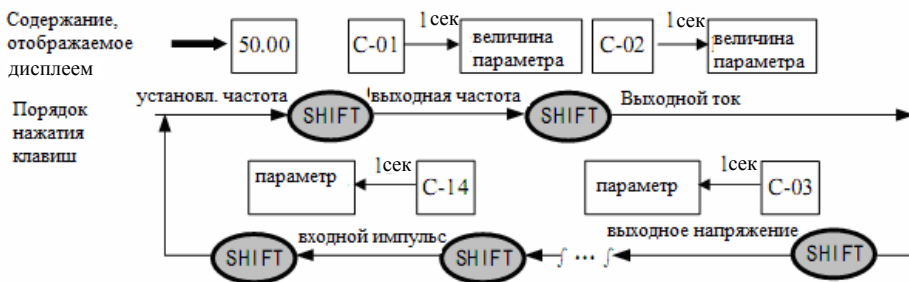 Содержание,
отображаемое
дисплеем
50.00
C-01
1сек
величина
параметра
C-02
1сек
величина
параметра
Порядок
нажатия
клавиш
установл. частота
SHIFT
выходная частота
SHIFT
Выходной ток
параметр
1сек
C-14
параметр
1сек
C-03
SHIFT
входной импульс
SHIFT
∫ ... ∫
выходное напряжение
SHIFT